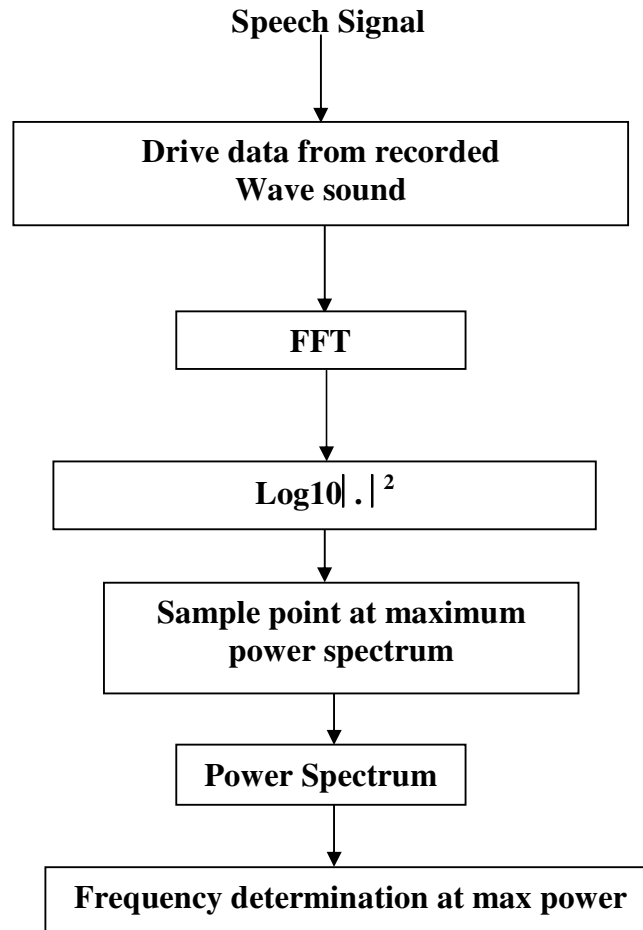 Speech Signal
Drive data from recorded
Wave sound
FFT
Log10| . | ²
Sample point at maximum
power spectrum
Power Spectrum
Frequency determination at max power